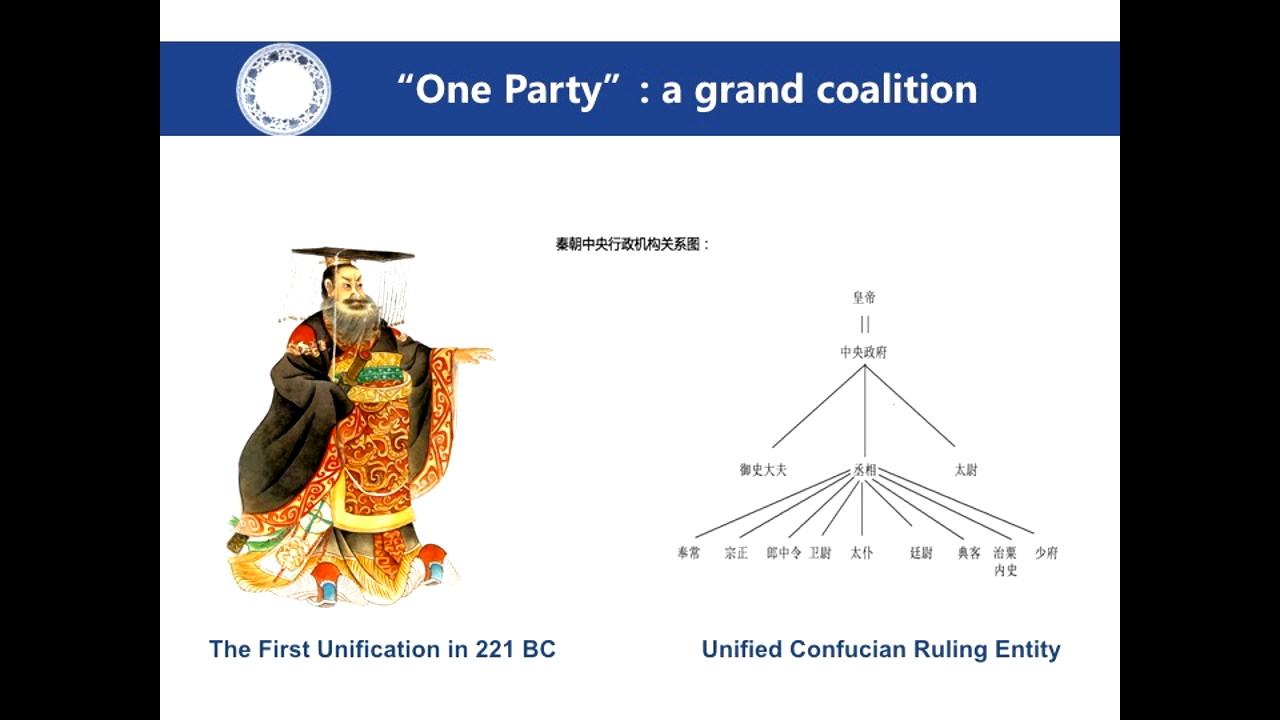 “One Party”: a grand coalition
秦朝中央行政机构关系图：
皇帝
中央政府
御史大夫 丞相 太尉
奉常 宗正 郎中令 卫尉 太仆 廷尉 典客 治粟 少府
内史
The First Unification in 221 BC
Unified Confucian Ruling Entity